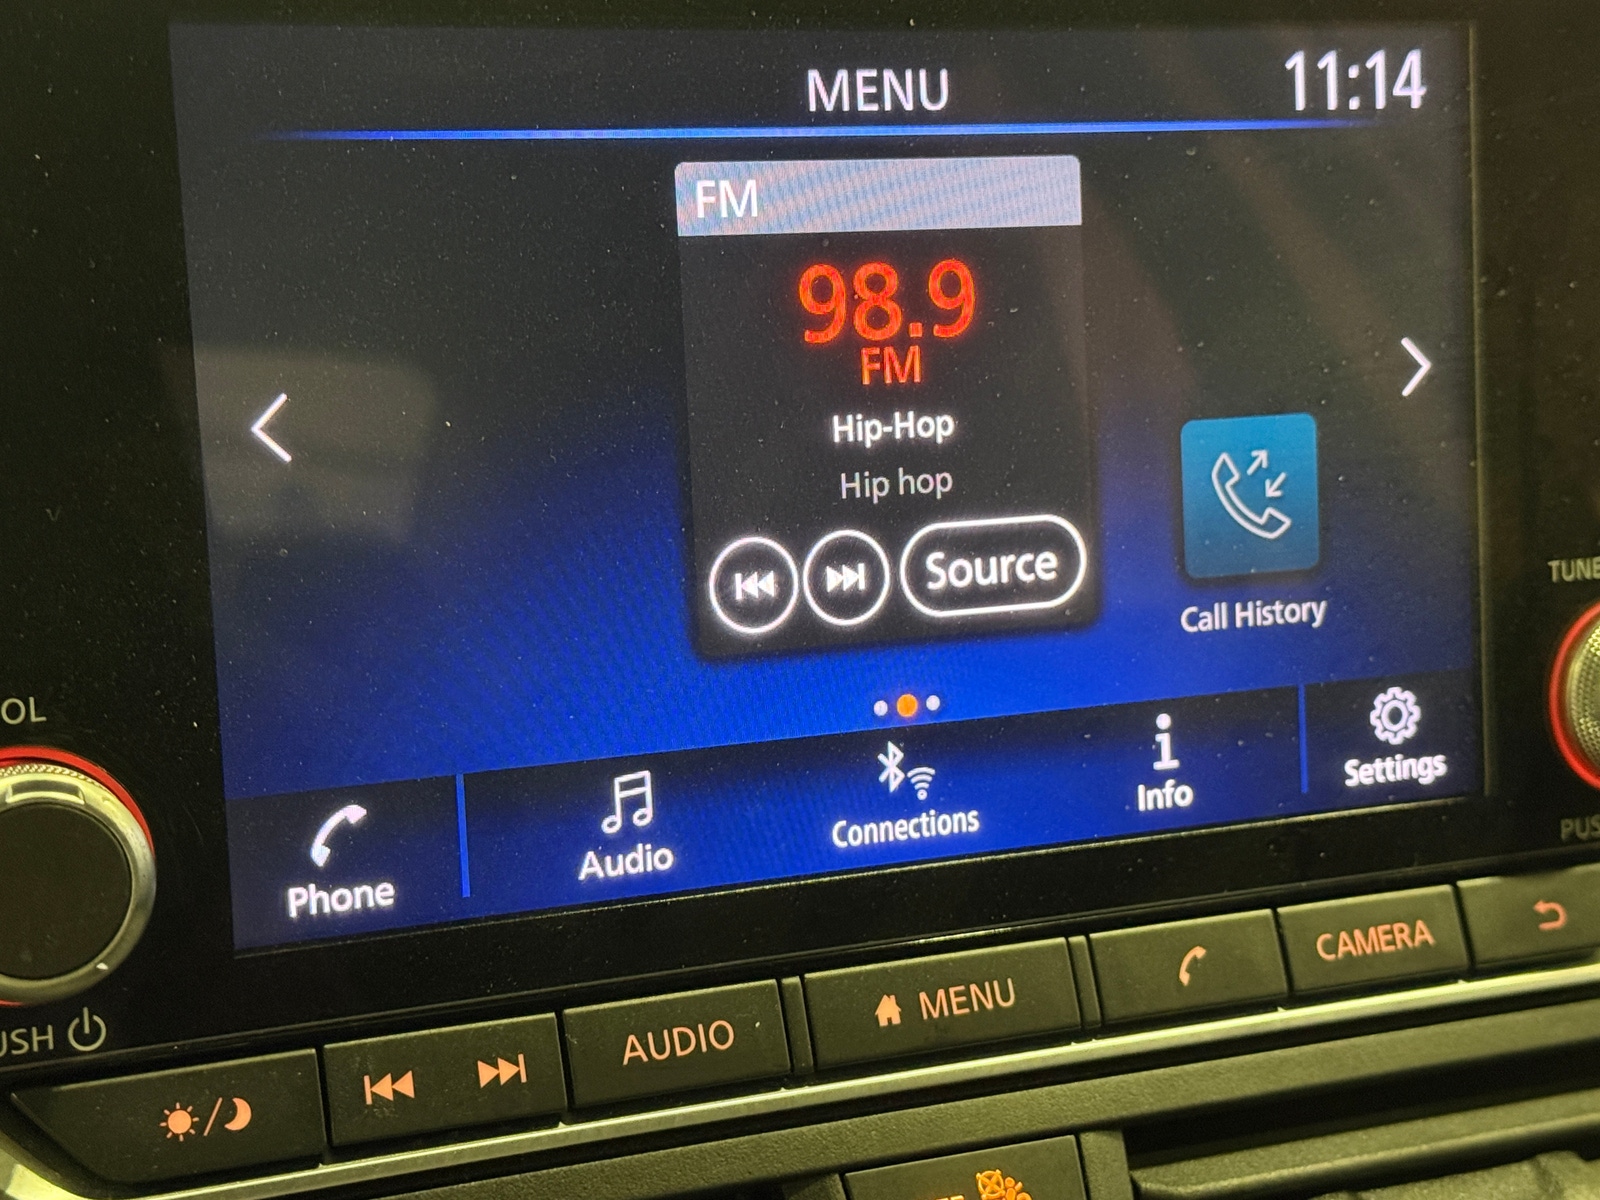 MENU
11:14
FM
98.9
FM
Hip-Hop
Hip hop
Source
Call History
Phone
Audio
Connections
Info
Settings
OL
USH
TUNE
PUS
AUDIO
MENU
CAMERA